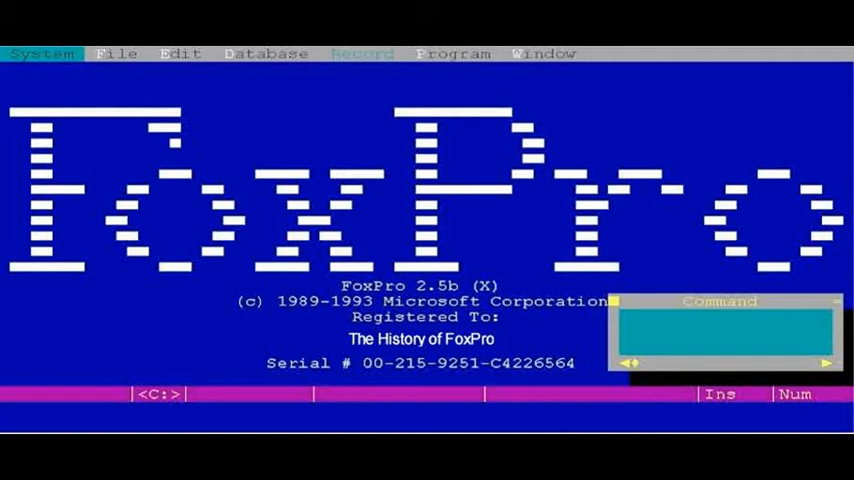 System File Edit Database Record Program Window
FoxPro
FoxPro 2.5b (X)
(c) 1989-1993 Microsoft Corporation
Registered To:
The History of FoxPro
Serial # 00-215-9251-C4226564
Command
<C:>
Ins
Num